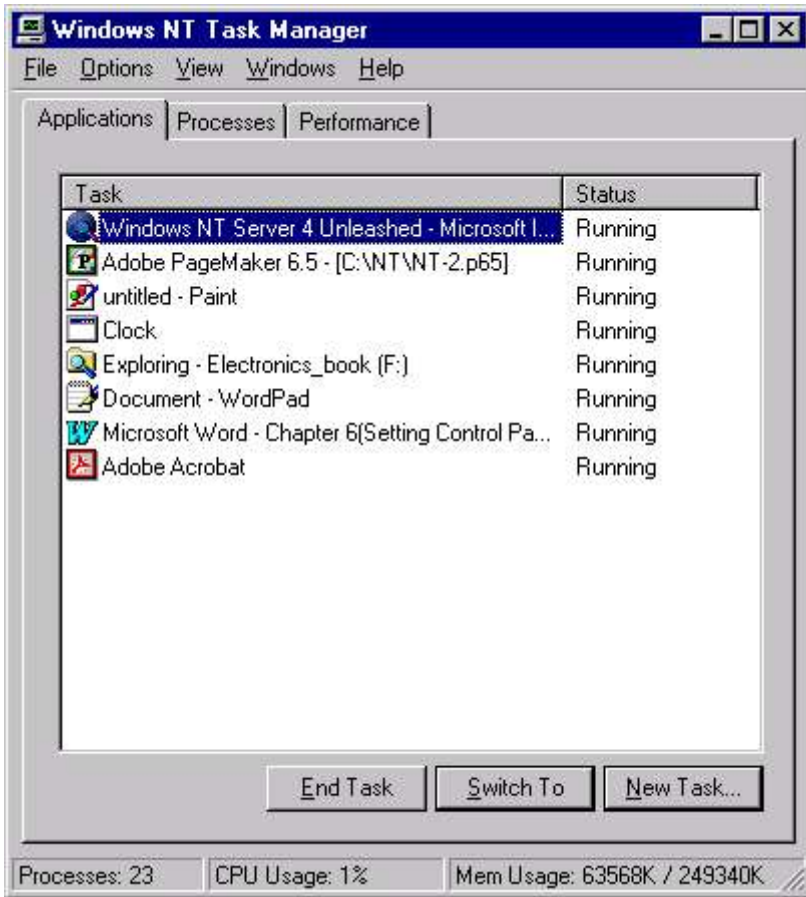 Windows NT Task Manager
File Options View Windows Help
Applications Processes Performance
Task Status
Windows NT Server 4 Unleashed - Microsoft I... Running
Adobe PageMaker 6.5 - [C:\NT\NT-2.p65] Running
untitled - Paint Running
Clock Running
Exploring - Electronics_book (F:) Running
Document - WordPad Running
Microsoft Word - Chapter 6(Setting Control Pa... Running
Adobe Acrobat Running
End Task Switch To New Task...
Processes: 23 CPU Usage: 1% Mem Usage: 63568K / 249340K